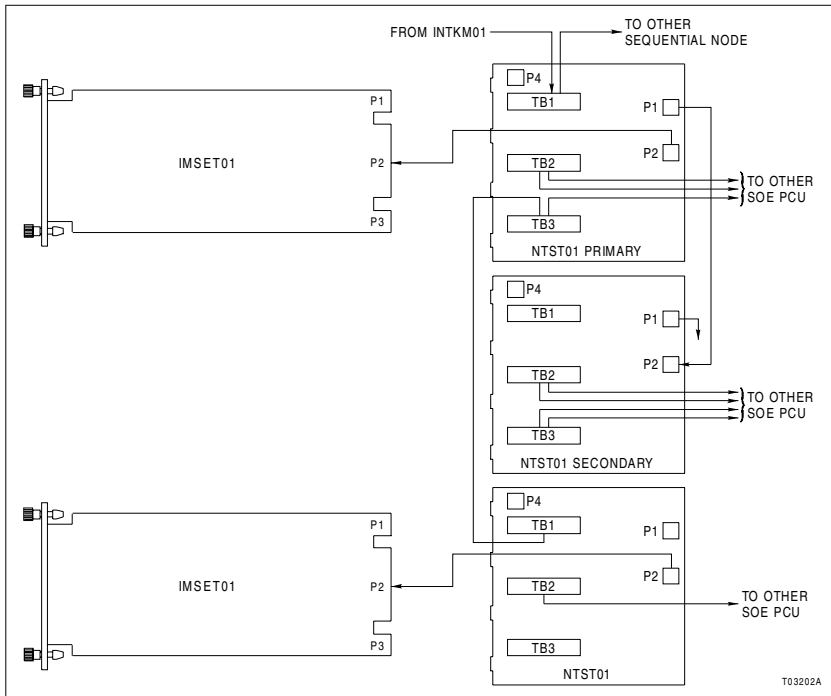 FROM INTKM01
TO OTHER
SEQUENTIAL NODE
P4
TB1
P1
P2
TB2
TO OTHER
SOE PCU
TB3
NTST01 PRIMARY
P1
IMSET01
P2
P3
P4
TB1
P1
P2
TB2
TO OTHER
SOE PCU
TB3
NTST01 SECONDARY
P4
TB1
P1
P2
TB2
TO OTHER
SOE PCU
TB3
NTST01
P1
IMSET01
P2
P3
T03202A